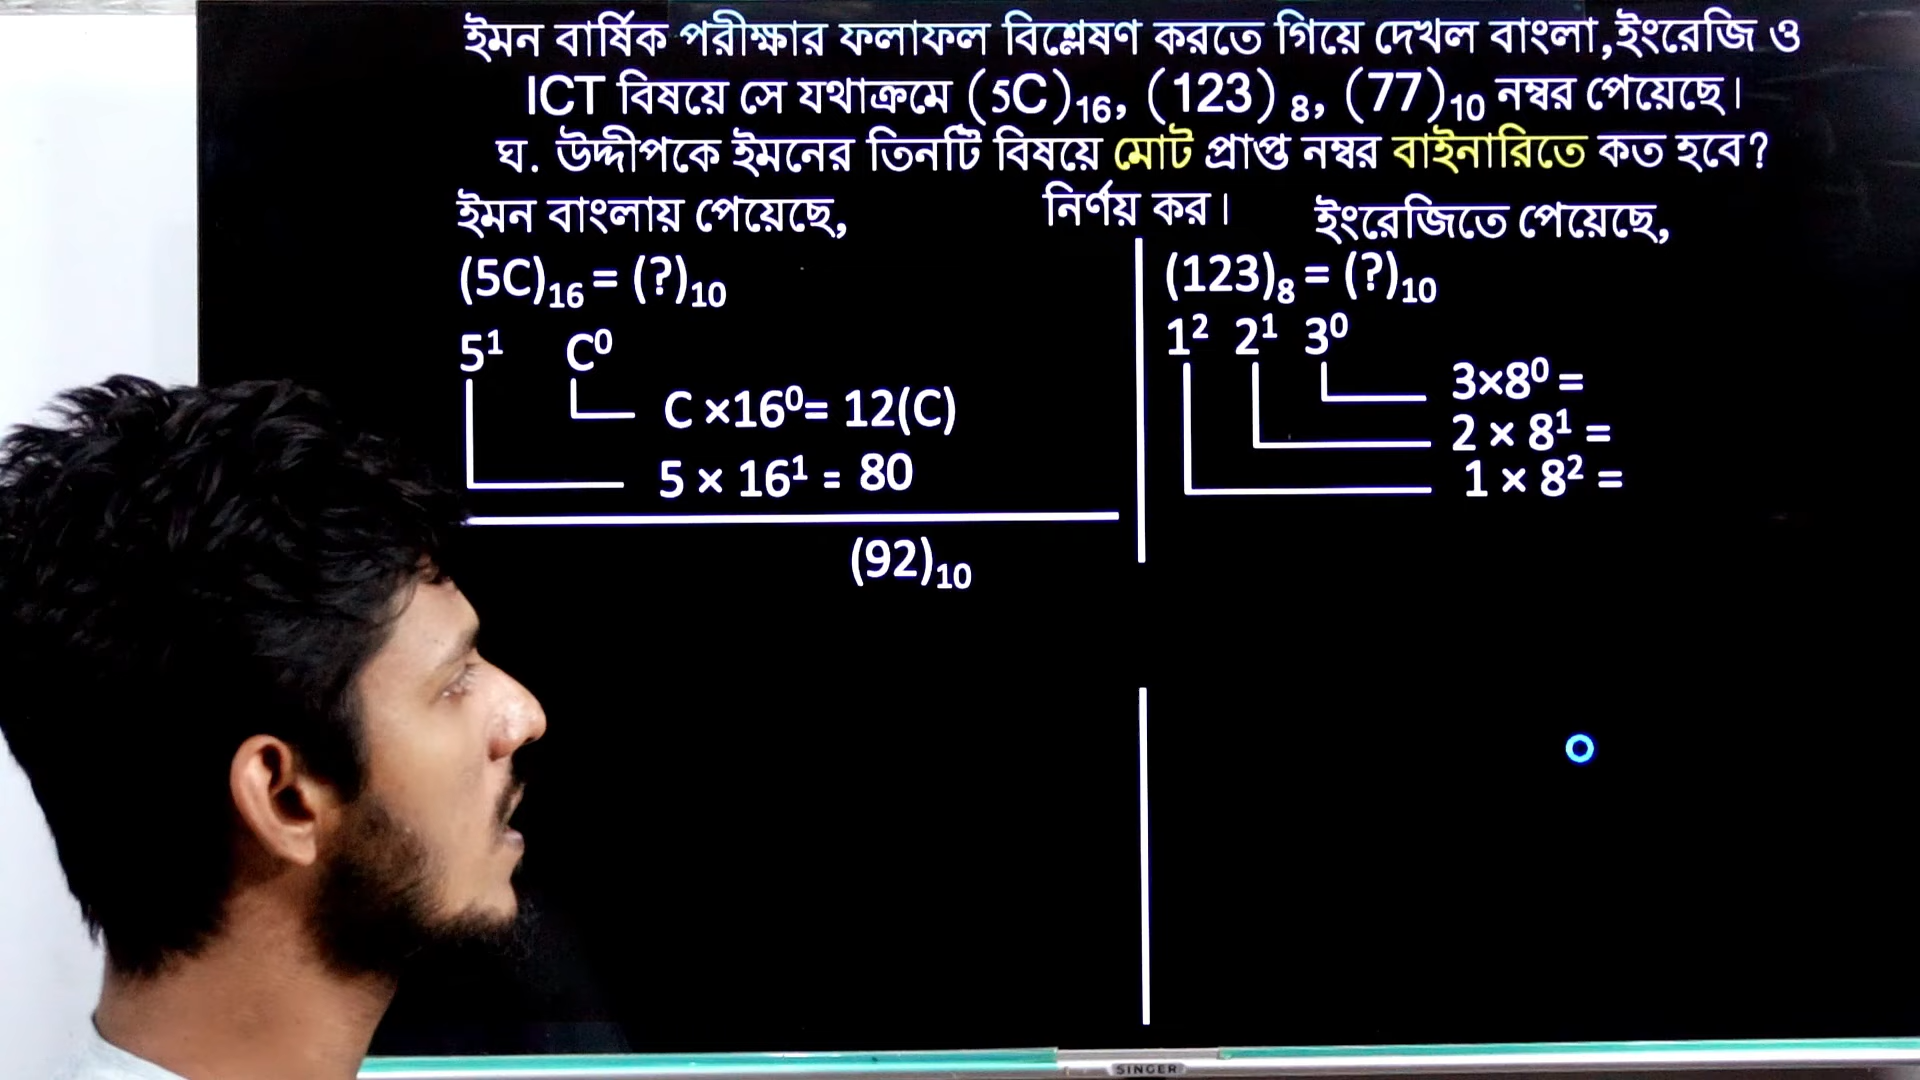 ইমন বার্ষিক পরীক্ষার ফলাফল বিশ্লেষণ করতে গিয়ে দেখল বাংলা,ইংরেজি ও
ICT বিষয়ে সে যথাক্রমে (5C)₁₆, (123) ₈, (77)₁₀ নম্বর পেয়েছে।
ঘ. উদ্দীপকে ইমনের তিনটি বিষয়ে মোট প্রাপ্ত নম্বর বাইনারিতে কত হবে?
নির্ণয় কর।
ইমন বাংলায় পেয়েছে,
(5C)₁₆ = (?)₁₀
5¹ C⁰
C ×16⁰= 12(C)
5 × 16¹ = 80
(92)₁₀
ইংরেজিতে পেয়েছে,
(123)₈ = (?)₁₀
1² 2¹ 3⁰
3×8⁰ =
2 × 8¹ =
1 × 8² =
SINGER